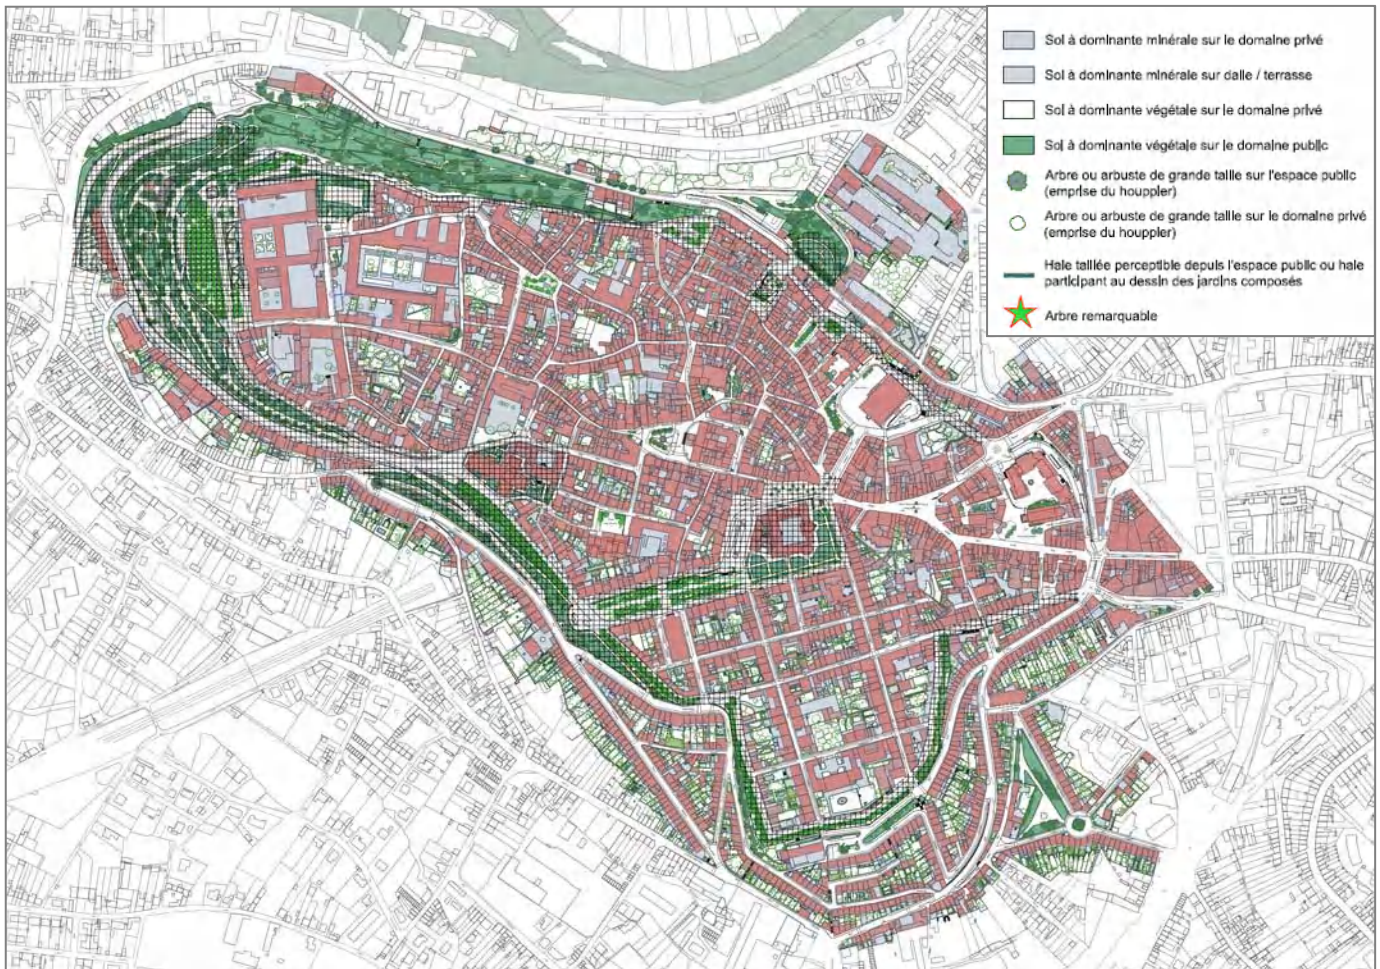 Sol à dominante minérale sur le domaine privé
Sol à dominante minérale sur dalle / terrasse
Sol à dominante végétale sur le domaine privé
Sol à dominante végétale sur le domaine public
Arbre ou arbuste de grande taille sur l'espace public
(emprise du houppier)
Arbre ou arbuste de grande taille sur le domaine privé
(emprise du houppier)
Haie taillée perceptible depuis l'espace public ou haie
participant au dessin des jardins composés
Arbre remarquable